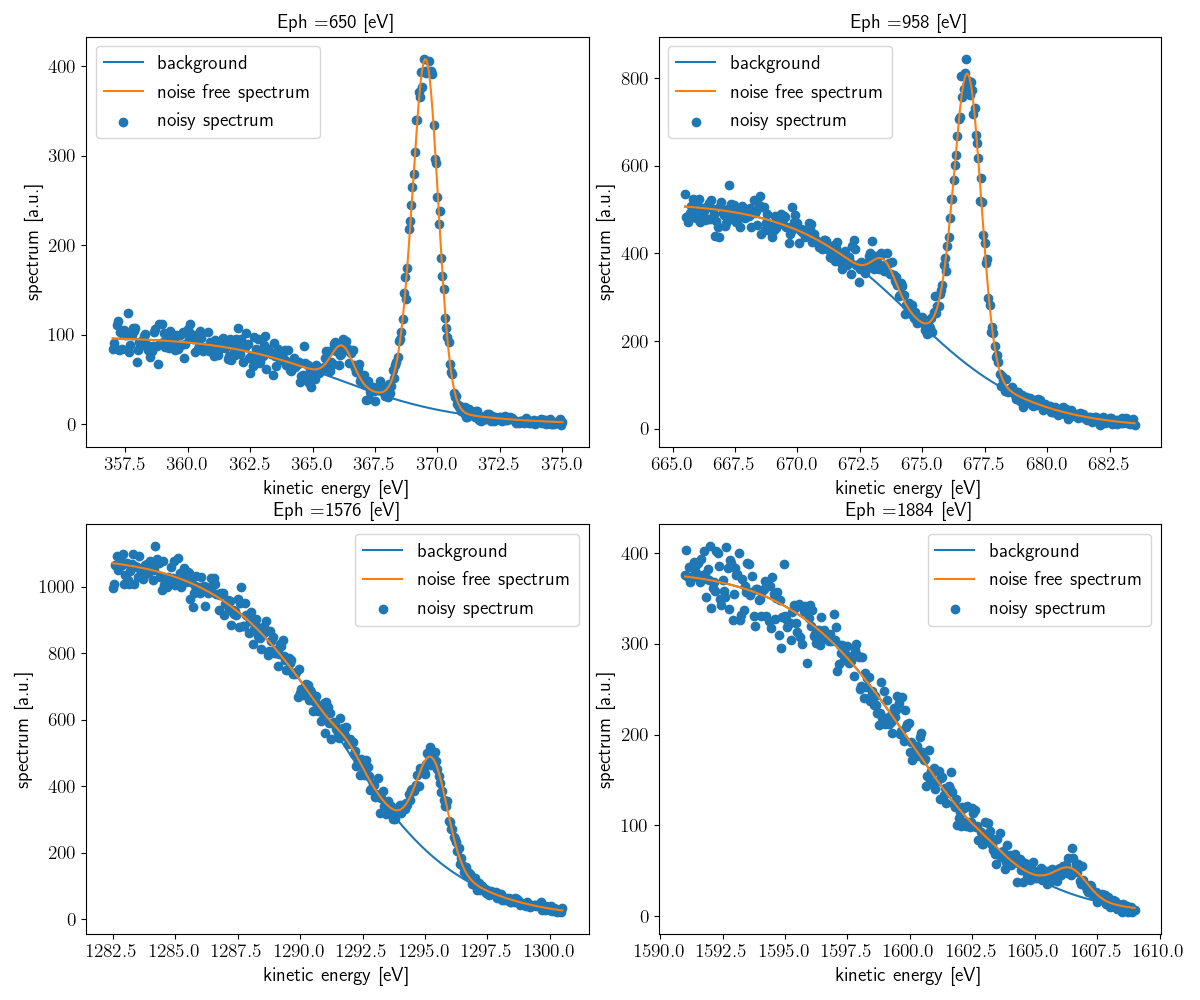 Eph =650 [eV]
background
noise free spectrum
noisy spectrum
spectrum [a.u.]
400
300
200
100
0
357.5 360.0 362.5 365.0 367.5 370.0 372.5 375.0
kinetic energy [eV]
Eph =958 [eV]
background
noise free spectrum
noisy spectrum
spectrum [a.u.]
800
600
400
200
0
665.0 667.5 670.0 672.5 675.0 677.5 680.0 682.5
kinetic energy [eV]
Eph =1576 [eV]
background
noise free spectrum
noisy spectrum
spectrum [a.u.]
1000
800
600
400
200
0
1282.5 1285.0 1287.5 1290.0 1292.5 1295.0 1297.5 1300.0
kinetic energy [eV]
Eph =1884 [eV]
background
noise free spectrum
noisy spectrum
spectrum [a.u.]
400
300
200
100
0
1590.0 1592.5 1595.0 1597.5 1600.0 1602.5 1605.0 1607.5 1610.0
kinetic energy [eV]